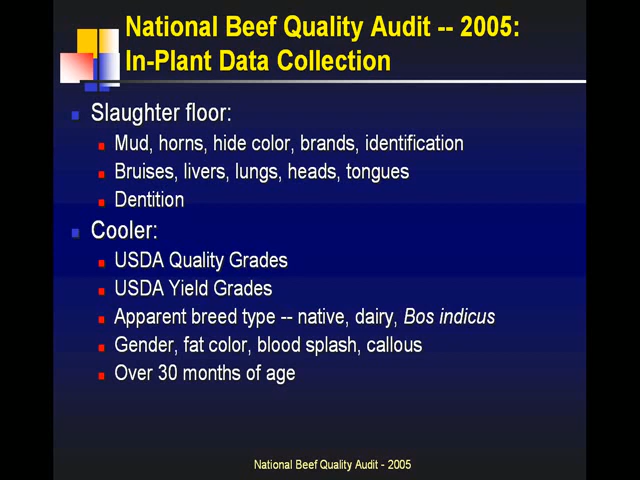 National Beef Quality Audit -- 2005:
In-Plant Data Collection
Slaughter floor:
Mud, horns, hide color, brands, identification
Bruises, livers, lungs, heads, tongues
Dentition
Cooler:
USDA Quality Grades
USDA Yield Grades
Apparent breed type -- native, dairy, Bos indicus
Gender, fat color, blood splash, callous
Over 30 months of age
National Beef Quality Audit - 2005